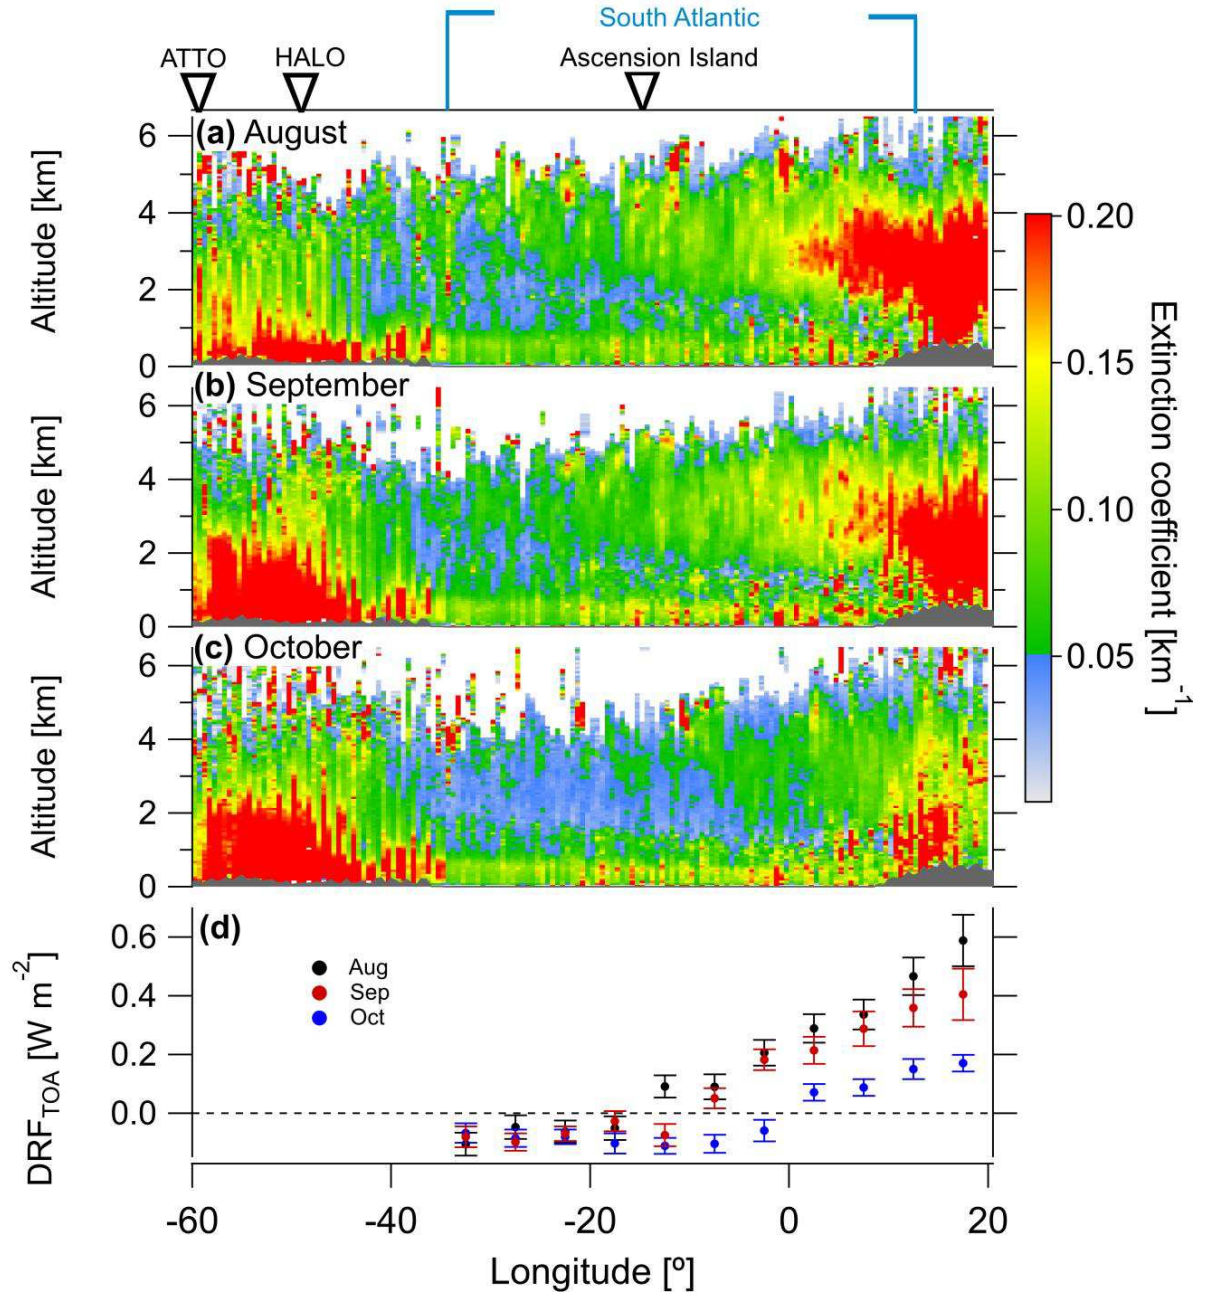 South Atlantic
ATTO
HALO
Ascension Island
(a) August
6
4
2
0
Altitude [km]
(b) September
6
4
2
0
Altitude [km]
(c) October
6
4
2
0
Altitude [km]
0.20
0.15
0.10
0.05
Extinction coefficient [km⁻¹]
(d)
Aug
Sep
Oct
0.6
0.4
0.2
0.0
DRF_TOA [W m⁻²]
-60
-40
-20
0
20
Longitude [º]